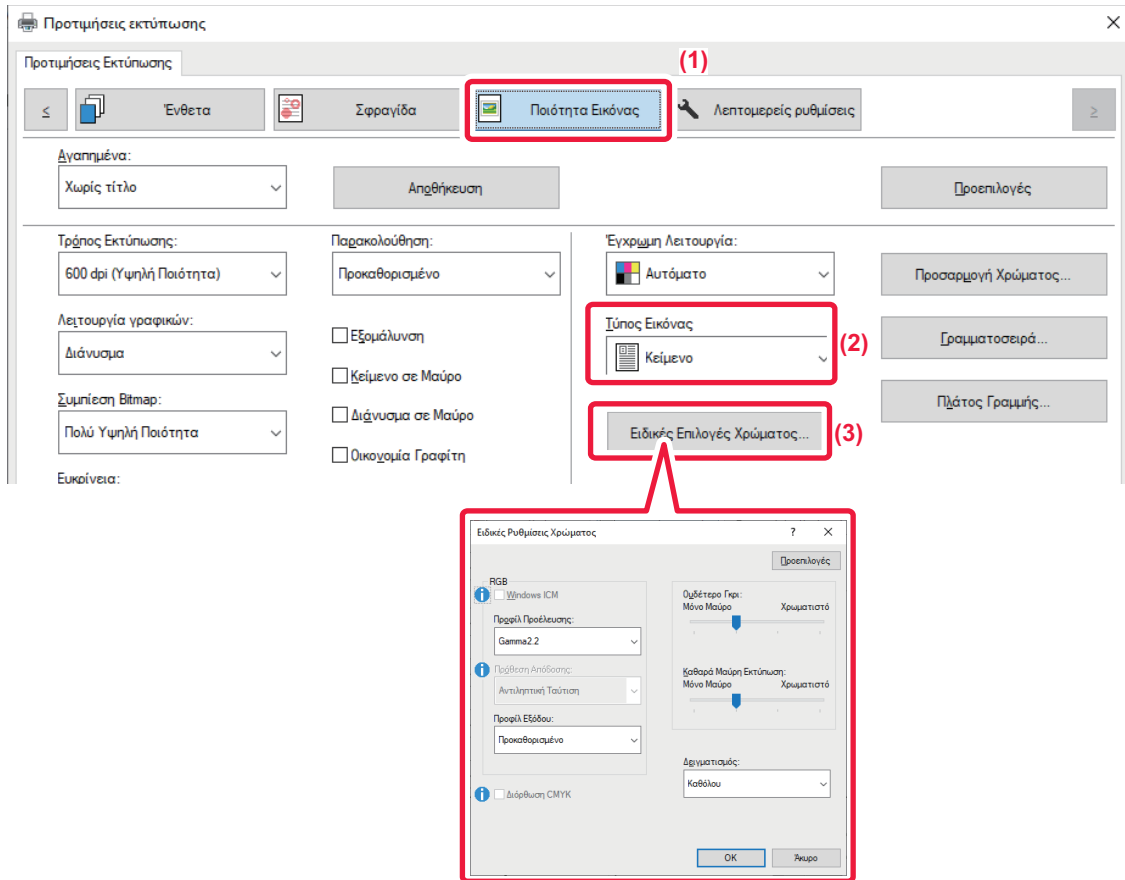 Προτιμήσεις εκτύπωσης
Προτιμήσεις Εκτύπωσης
(1)
< Ένθετα Σφραγίδα Ποιότητα Εικόνας Λεπτομερείς ρυθμίσεις >
Αγαπημένα:
Χωρίς τίτλο Αποθήκευση Προεπιλογές
Τρόπος Εκτύπωσης: Παρακολούθηση: Έγχρωμη Λειτουργία:
600 dpi (Υψηλή Ποιότητα) Προκαθορισμένο Αυτόματο Προσαρμογή Χρώματος...
Λειτουργία γραφικών: Εξομάλυνση Τύπος Εικόνας
Διάνυσμα Κείμενο (2) Γραμματοσειρά...
Κείμενο σε Μαύρο
Συμπίεση Bitmap: Διάνυσμα σε Μαύρο Πλάτος Γραμμής...
Πολύ Υψηλή Ποιότητα Ειδικές Επιλογές Χρώματος... (3)
Οικονομία Γραφίτη
Ευκρίνεια:
Ειδικές Ρυθμίσεις Χρώματος ?
Προεπιλογές
RGB
Windows ICM Ουδέτερο Γκρι:
Μόνο Μαύρο Χρωματιστό
Προφίλ Προέλευσης:
Gamma2.2
Πρόθεση Απόδοσης: Καθαρά Μαύρη Εκτύπωση:
Αντιληπτική Ταύτιση Μόνο Μαύρο Χρωματιστό
Προφίλ Εξόδου:
Προκαθορισμένο
Δειγματισμός:
Καθόλου
Διόρθωση CMYK
OK Άκυρο